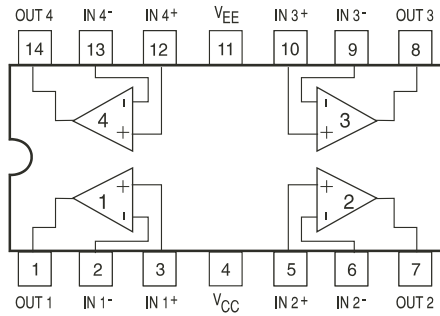 OUT 4 IN 4- IN 4+ VEE IN 3+ IN 3- OUT 3
14 13 12 11 10 9 8
4 - + - + 3
1 + - + - 2
1 2 3 4 5 6 7
OUT 1 IN 1- IN 1+ VCC IN 2+ IN 2- OUT 2